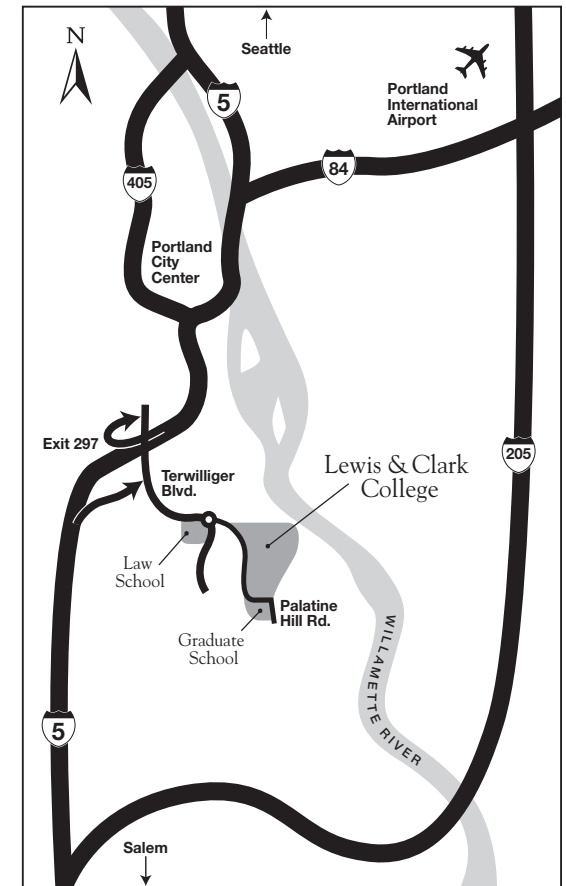 N
Seattle
5
Portland
International
Airport
84
405
Portland
City
Center
Exit 297
205
Lewis & Clark
College
Terwilliger
Blvd.
Law
School
Palatine
Hill Rd.
Graduate
School
WILLAMETTE RIVER
5
Salem